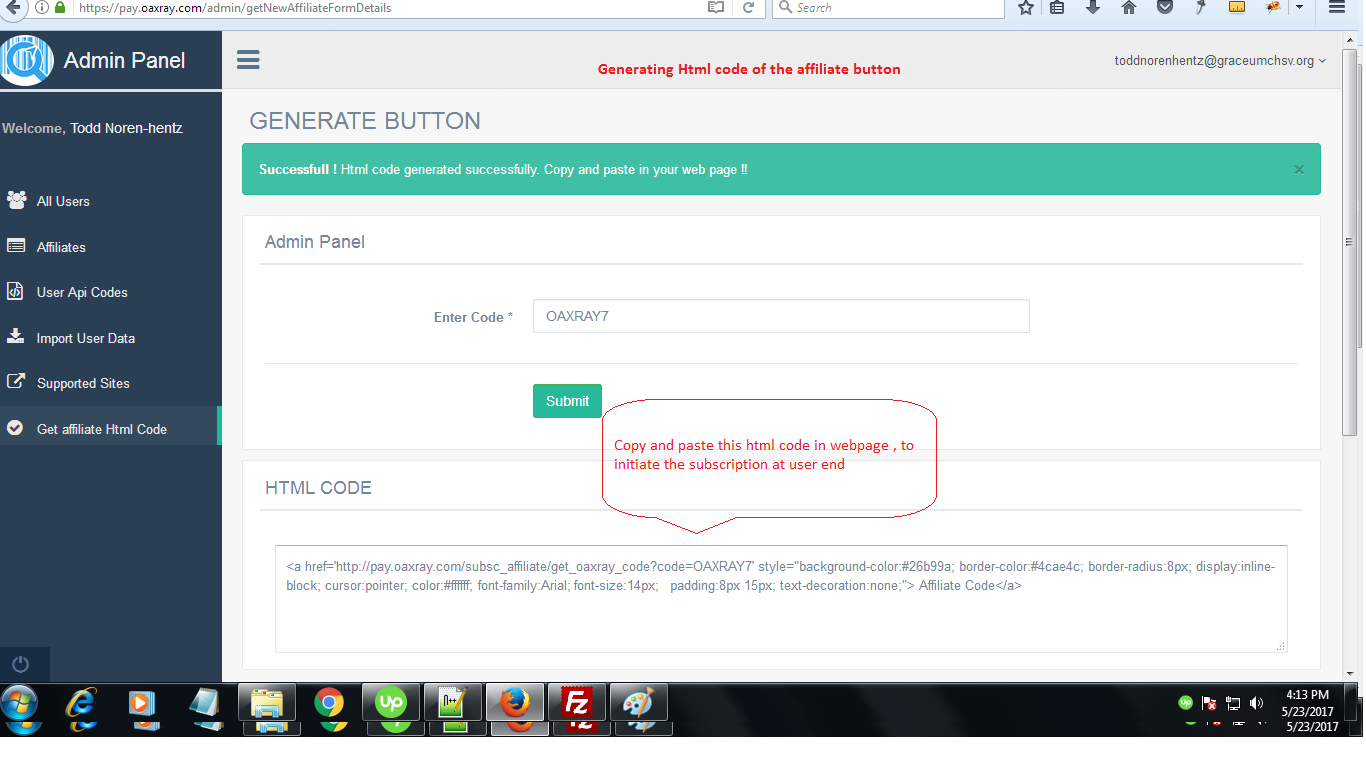 https://pay.oaxray.com/admin/getNewAffiliateFormDetails
Search
Admin Panel
Generating Html code of the affiliate button
toddnorenhentz@graceumchsv.org
Welcome, Todd Noren-hentz
GENERATE BUTTON
Successfull ! Html code generated successfully. Copy and paste in your web page !!
×
All Users
Affiliates
User Api Codes
Import User Data
Supported Sites
Get affiliate Html Code
Admin Panel
Enter Code *
OAXRAY7
Submit
Copy and paste this html code in webpage , to
initiate the subscription at user end
HTML CODE
<a href='http://pay.oaxray.com/subsc_affiliate/get_oaxray_code?code=OAXRAY7' style="background-color:#26b99a; border-color:#4cae4c; border-radius:8px; display:inline-
block; cursor:pointer; color:#ffffff; font-family:Arial; font-size:14px;   padding:8px 15px; text-decoration:none;"> Affiliate Code</a>
up
N++
Fz
up
4:13 PM
5/23/2017
5/23/2017